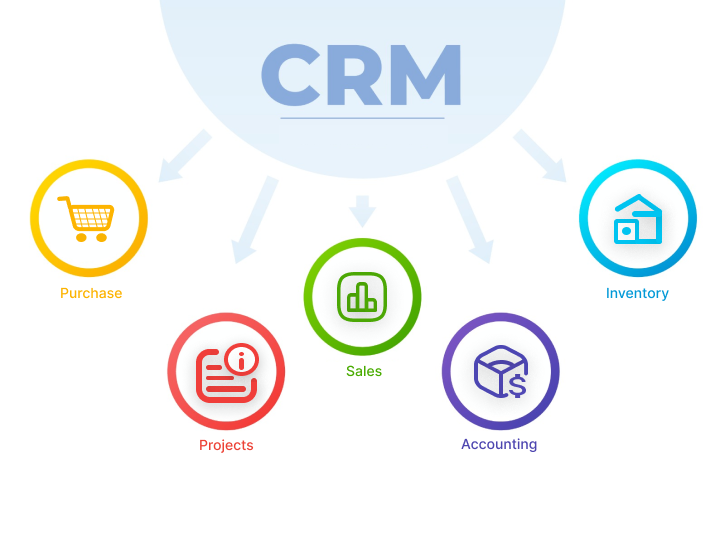 CRM
Purchase
Inventory
Sales
Projects
Accounting